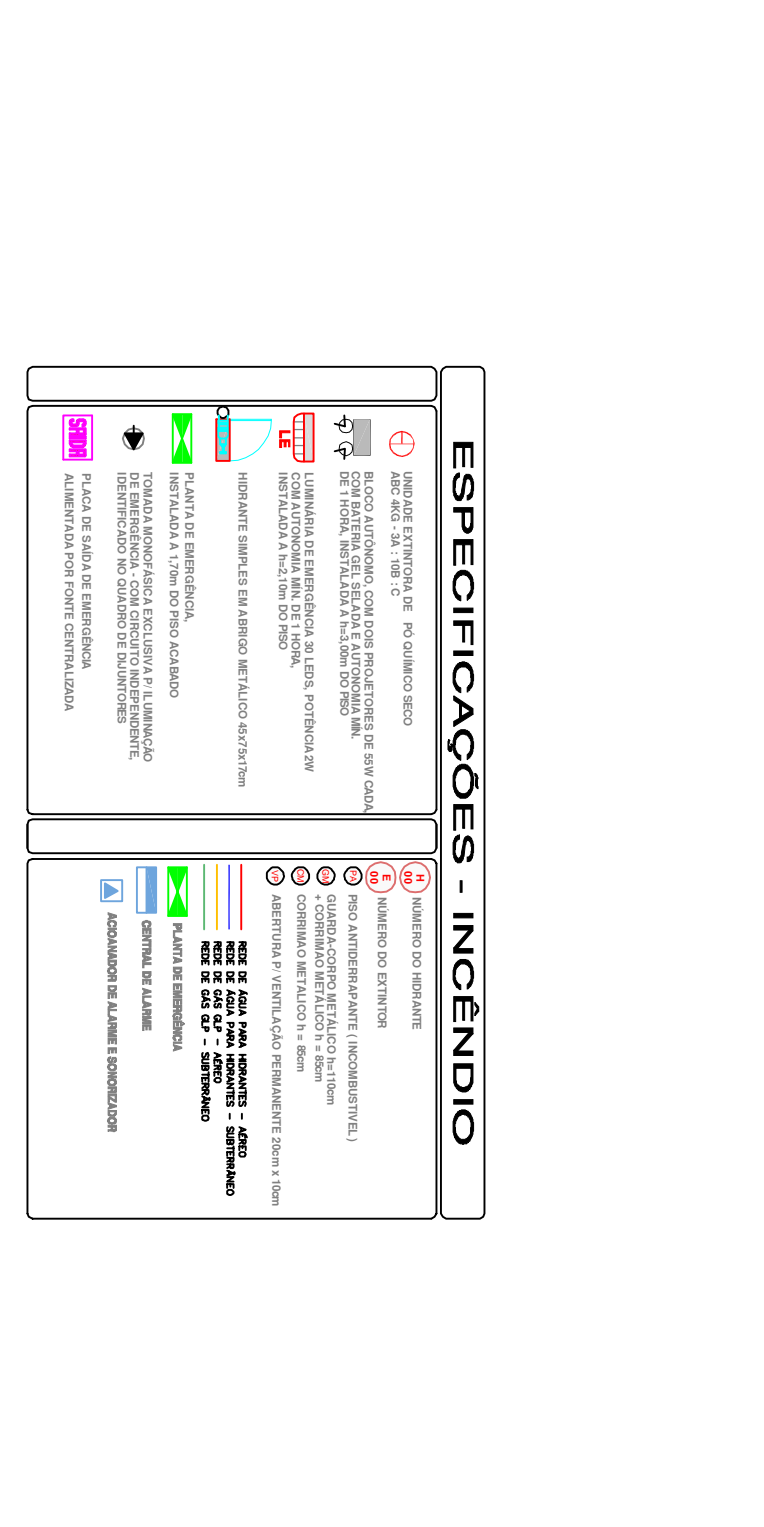 ESPECIFICAÇÕES - INCÊNDIO
UNIDADE EXTINTORA DE PÓ QUÍMICO SECO
ABC 4KG - 3A : 10B : C
BLOCO AUTÔNOMO, COM DOIS PROJETORES DE 55W CADA,
COM BATERIA GEL SELADA E AUTONOMIA MÍN.
DE 1 HORA, INSTALADA A h=3,00m DO PISO
LE
LUMINÁRIA DE EMERGÊNCIA 30 LEDS, POTÊNCIA 2W
COM AUTONOMIA MÍN. DE 1 HORA,
INSTALADA A h=2,10m DO PISO
HIDRANTE SIMPLES EM ABRIGO METÁLICO 45x75x17cm
PLANTA DE EMERGÊNCIA,
INSTALADA A 1,70m DO PISO ACABADO
TOMADA MONOFÁSICA EXCLUSIVA P/ ILUMINAÇÃO
DE EMERGÊNCIA - COM CIRCUITO INDEPENDENTE,
IDENTIFICADO NO QUADRO DE DIJUNTORES
SAÍDA
PLACA DE SAÍDA DE EMERGÊNCIA
ALIMENTADA POR FONTE CENTRALIZADA
H
00
NÚMERO DO HIDRANTE
E
00
NÚMERO DO EXTINTOR
PA
PISO ANTIDERRAPANTE ( INCOMBUSTIVEL )
GM
GUARDA-CORPO METÁLICO h=110cm
+ CORRIMAO METÁLICO h = 85cm
CM
CORRIMAO METALICO h = 85cm
VP
ABERTURA P/ VENTILAÇÃO PERMANENTE 20cm x 10cm
REDE DE ÁGUA PARA HIDRANTES - AÉREO
REDE DE ÁGUA PARA HIDRANTES - SUBTERRÂNEO
REDE DE GÁS GLP - AÉREO
REDE DE GÁS GLP - SUBTERRÂNEO
PLANTA DE EMERGÊNCIA
CENTRAL DE ALARME
ACIOANADOR DE ALARME E SONORIZADOR